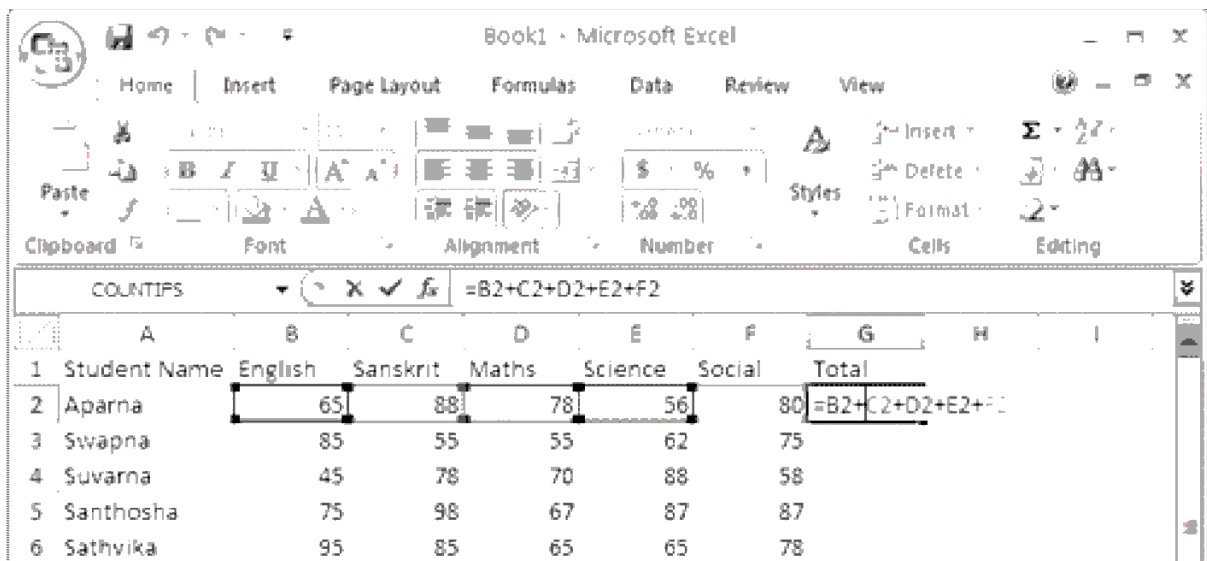 Book1 - Microsoft Excel
Home Insert Page Layout Formulas Data Review View
Insert
B I U A A $ % , Styles Delete
Paste
Format
Clipboard Font Alignment Number Cells Editing
COUNTIFS fx =B2+C2+D2+E2+F2
A B C D E F G H I
1 Student Name English Sanskrit Maths Science Social Total
2 Aparna 65 88 78 56 80 =B2+C2+D2+E2+F2
3 Swapna 85 55 55 62 75
4 Suvarna 45 78 70 88 58
5 Santhosha 75 98 67 87 87
6 Sathvika 95 85 65 65 78